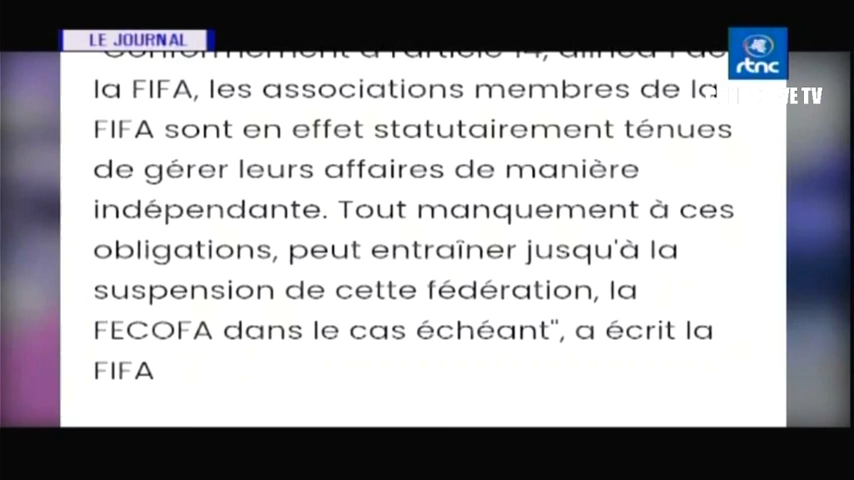 LE JOURNAL
rtnc
la FIFA, les associations membres de la
VE TV
FIFA sont en effet statutairement ténues
de gérer leurs affaires de manière
indépendante. Tout manquement à ces
obligations, peut entraîner jusqu'à la
suspension de cette fédération, la
FECOFA dans le cas échéant", a écrit la
FIFA